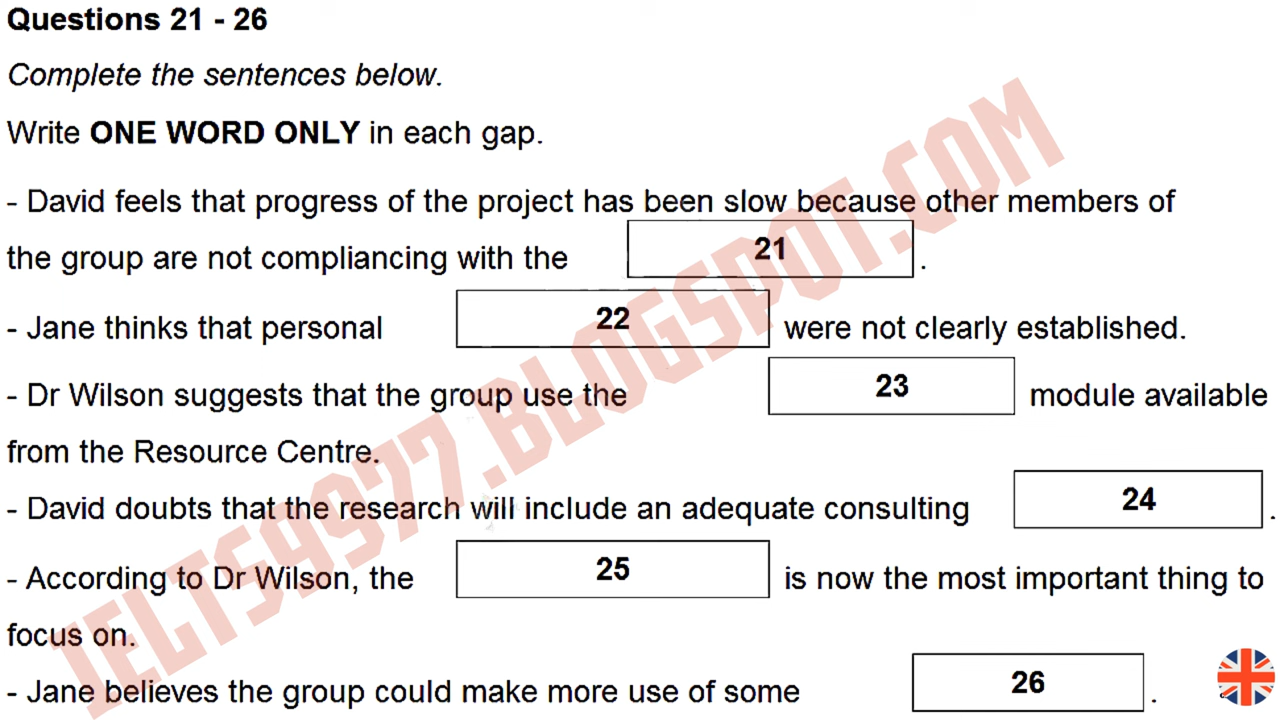 Questions 21 - 26
Complete the sentences below.
Write ONE WORD ONLY in each gap.
- David feels that progress of the project has been slow because other members of
the group are not compliancing with the 21 .
- Jane thinks that personal 22 were not clearly established.
- Dr Wilson suggests that the group use the 23 module available
from the Resource Centre.
- David doubts that the research will include an adequate consulting 24 .
- According to Dr Wilson, the 25 is now the most important thing to
focus on.
- Jane believes the group could make more use of some 26 .
IELTS9977.BLOGSPOT.COM